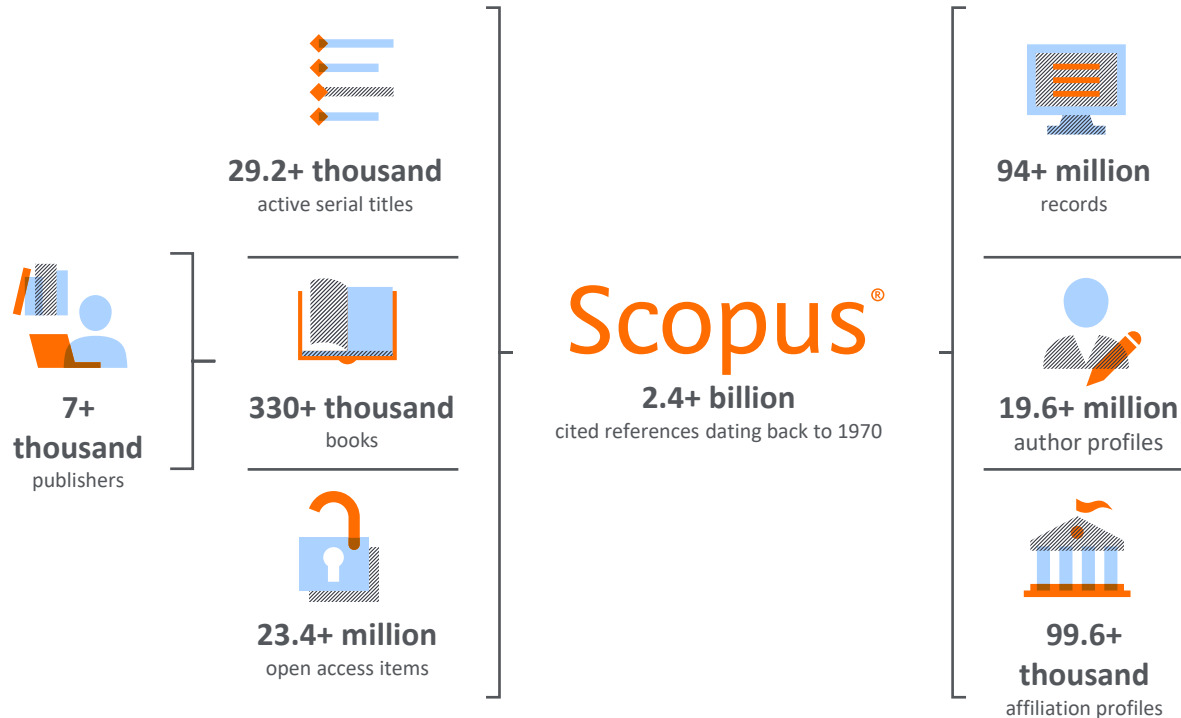 7+
thousand
publishers
29.2+ thousand
active serial titles
330+ thousand
books
23.4+ million
open access items
Scopus®
2.4+ billion
cited references dating back to 1970
94+ million
records
19.6+ million
author profiles
99.6+
thousand
affiliation profiles